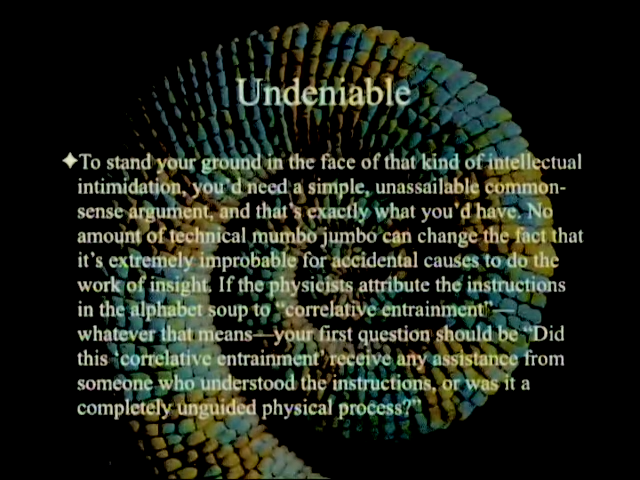 Undeniable
✦To stand your ground in the face of that kind of intellectual
intimidation, you'd need a simple, unassailable common-
sense argument, and that's exactly what you'd have. No
amount of technical mumbo jumbo can change the fact that
it's extremely improbable for accidental causes to do the
work of insight. If the physicists attribute the instructions
in the alphabet soup to “correlative entrainment”—
whatever that means—your first question should be “Did
this ‘correlative entrainment’ receive any assistance from
someone who understood the instructions, or was it a
completely unguided physical process?”